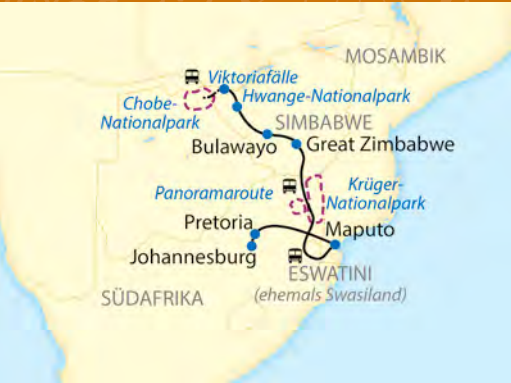 MOSAMBIK
Viktoriafälle
Hwange-Nationalpark
Chobe-
Nationalpark
SIMBABWE
Bulawayo
Great Zimbabwe
Panoramaroute
Krüger-
Nationalpark
Pretoria
Maputo
Johannesburg
ESWATINI
SÜDAFRIKA
(ehemals Swasiland)